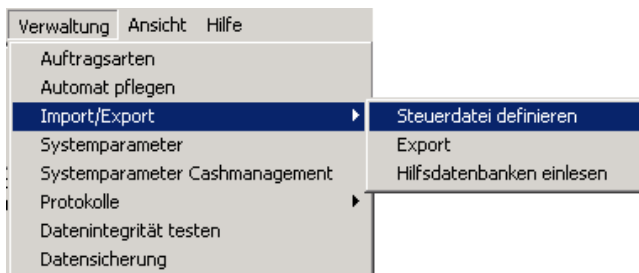 Verwaltung Ansicht Hilfe
Auftragsarten
Automat pflegen
Import/Export
Steuerdatei definieren
Systemparameter
Export
Systemparameter Cashmanagement
Hilfsdatenbanken einlesen
Protokolle
Datenintegrität testen
Datensicherung